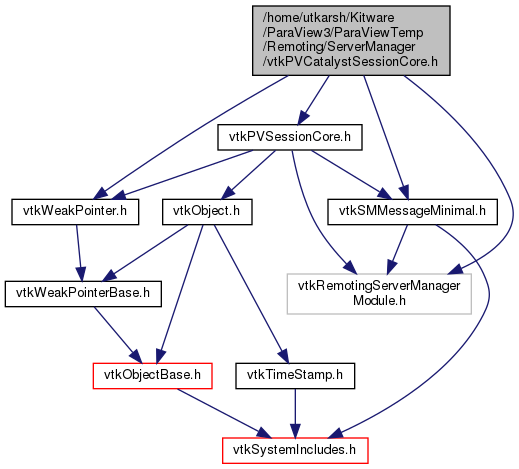 /home/utkarsh/Kitware
/ParaView3/ParaViewTemp
/Remoting/ServerManager
/vtkPVCatalystSessionCore.h
vtkPVSessionCore.h
vtkWeakPointer.h
vtkObject.h
vtkSMMessageMinimal.h
vtkWeakPointerBase.h
vtkRemotingServerManager
Module.h
vtkObjectBase.h
vtkTimeStamp.h
vtkSystemIncludes.h